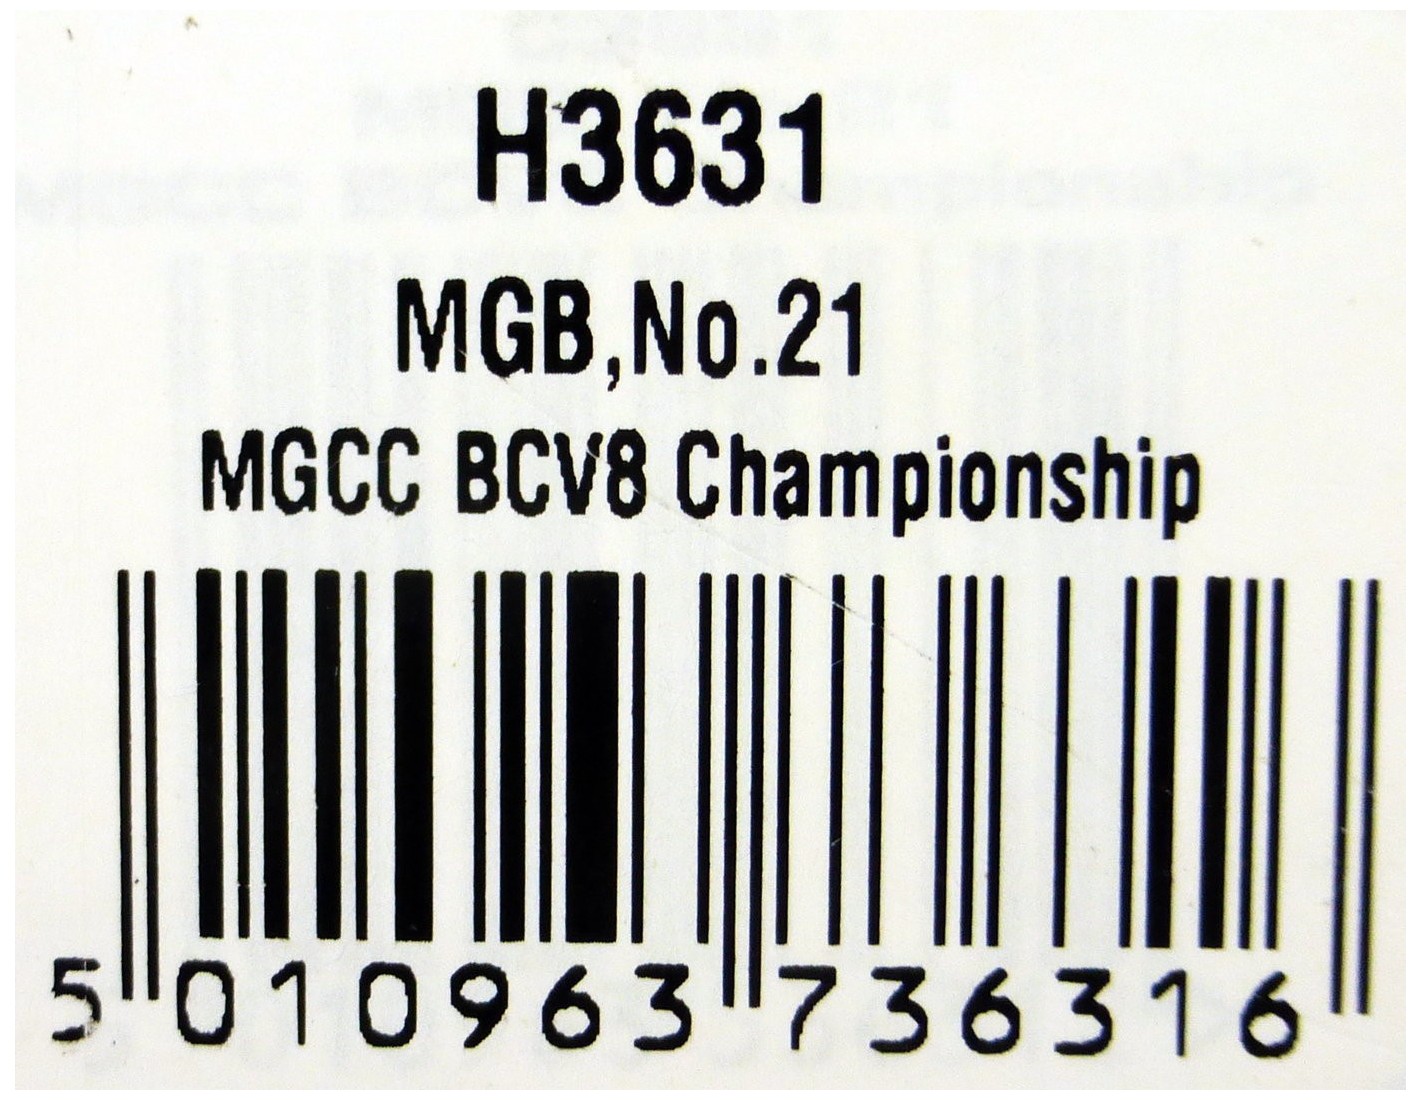 H3631
MGB,No.21
MGCC BCV8 Championship
5 010963 736316